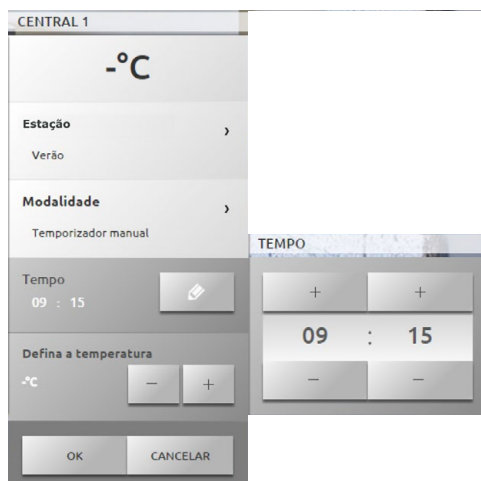 CENTRAL 1
-°C
Estação
›
Verão
Modalidade
›
Temporizador manual
Tempo
09 : 15
Defina a temperatura
-°C
− +
OK CANCELAR
TEMPO
+ +
09 : 15
− −